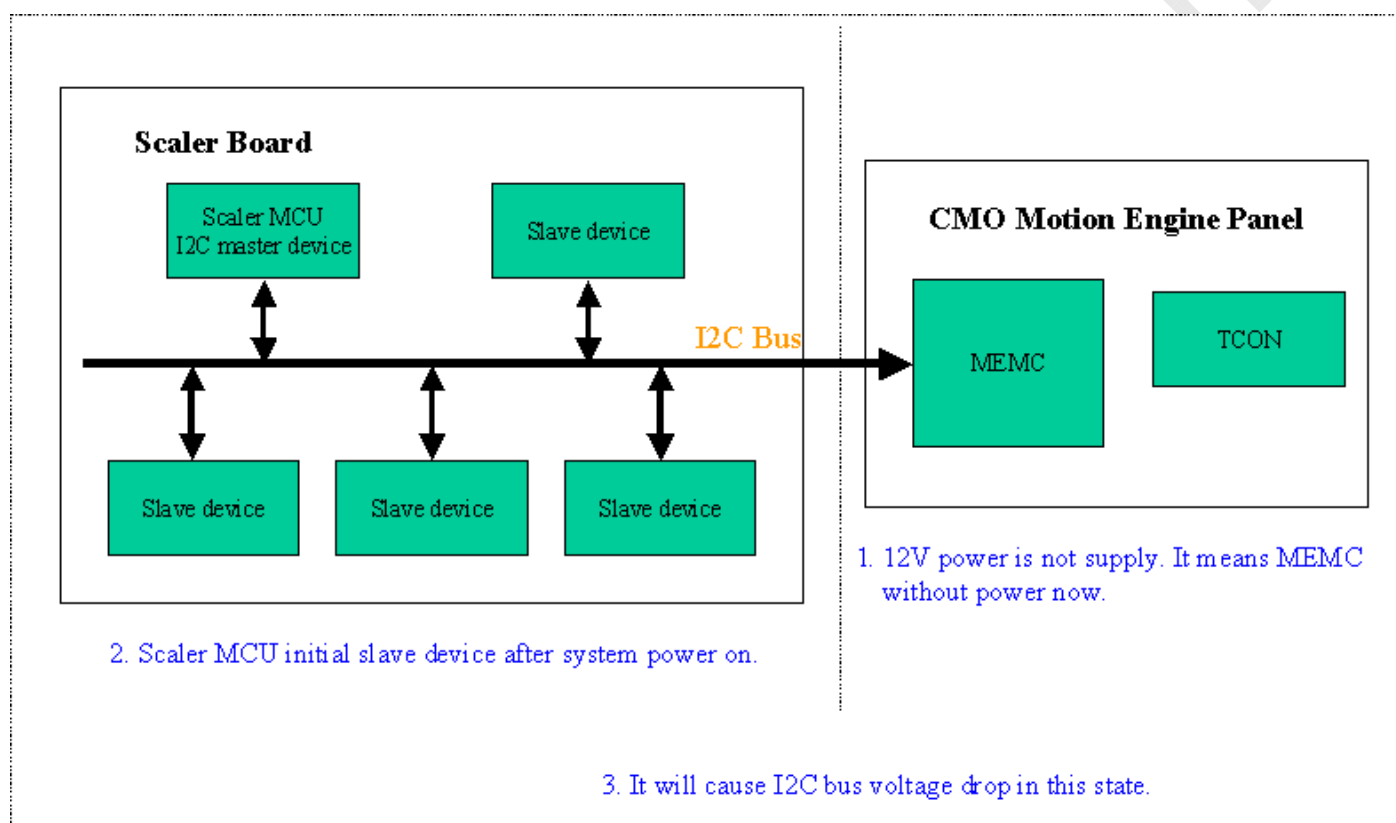 Scaler Board
Scaler MCU
I2C master device
Slave device
I2C Bus
Slave device
Slave device
Slave device
CMO Motion Engine Panel
MEMC
TCON
1. 12V power is not supply. It means MEMC
without power now.
2. Scaler MCU initial slave device after system power on.
3. It will cause I2C bus voltage drop in this state.